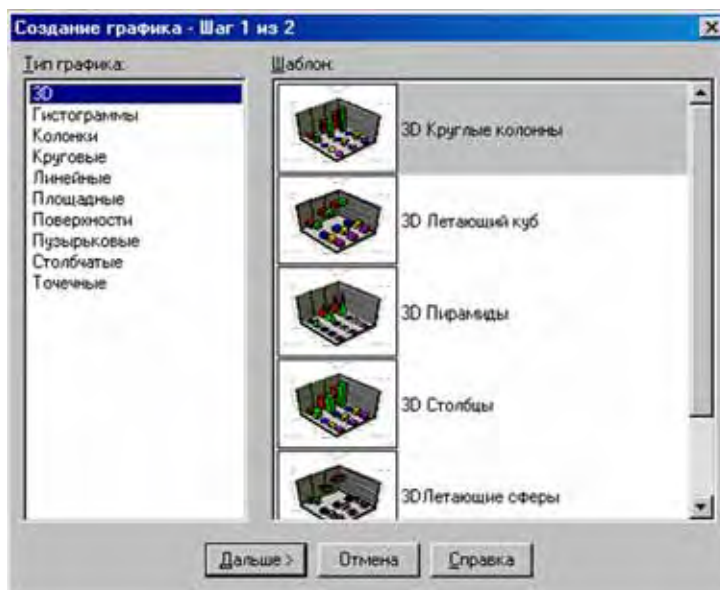 Создание графика - Шаг 1 из 2
Тип графика:
Шаблон:
3D
Гистограммы
Колонки
Круговые
Линейные
Площадные
Поверхности
Пузырьковые
Столбчатые
Точечные
3D Круглые колонны
3D Летающий куб
3D Пирамиды
3D Столбцы
3D Летающие сферы
Дальше >
Отмена
Справка